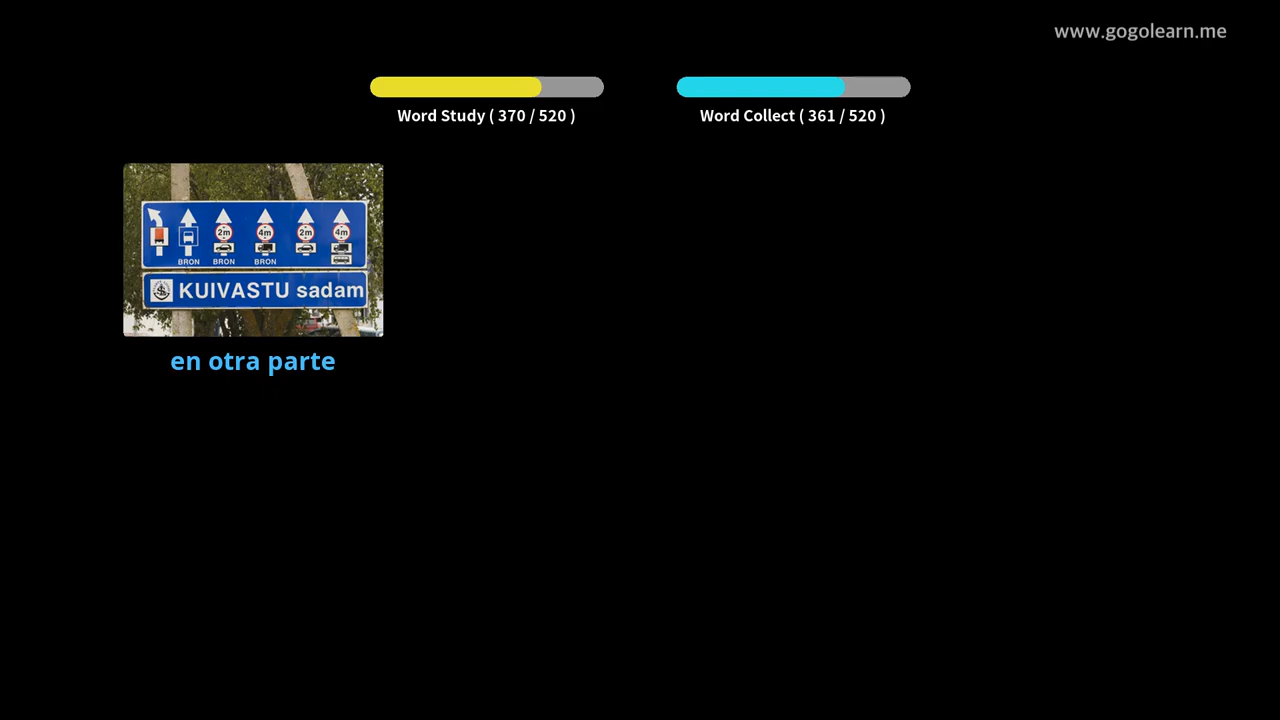 www.gogolearn.me
Word Study ( 370 / 520 )
Word Collect ( 361 / 520 )
2m
4m
2m
4m
BRON
BRON
BRON
KUIVASTU sadam
en otra parte